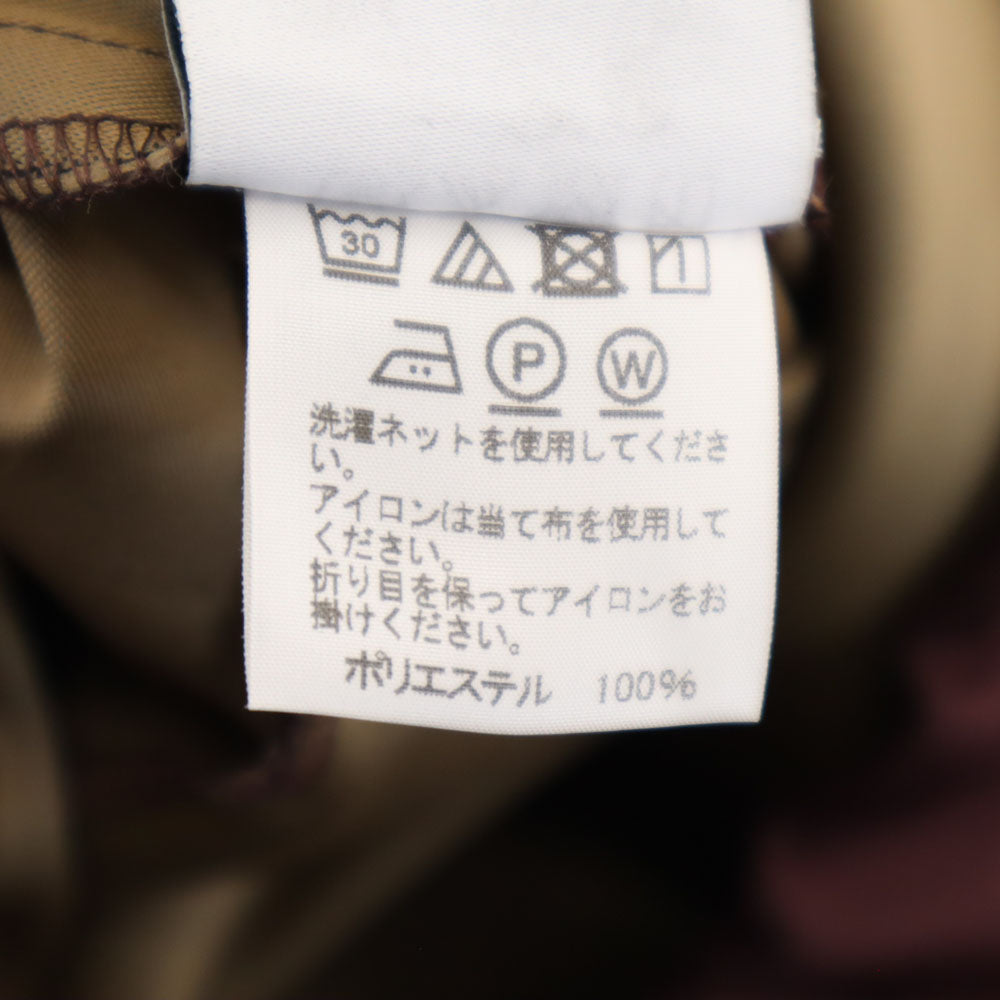 30
P W
洗濯ネットを使用してくださ
い。
アイロンは当て布を使用して
ください。
折り目を保ってアイロンをお
掛けください。
ポリエステル 100%